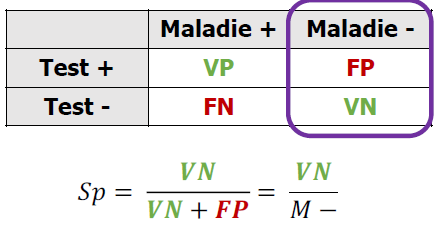 Maladie + Maladie -
Test + VP FP
Test - FN VN
Sp = VN / VN + FP = VN / M −